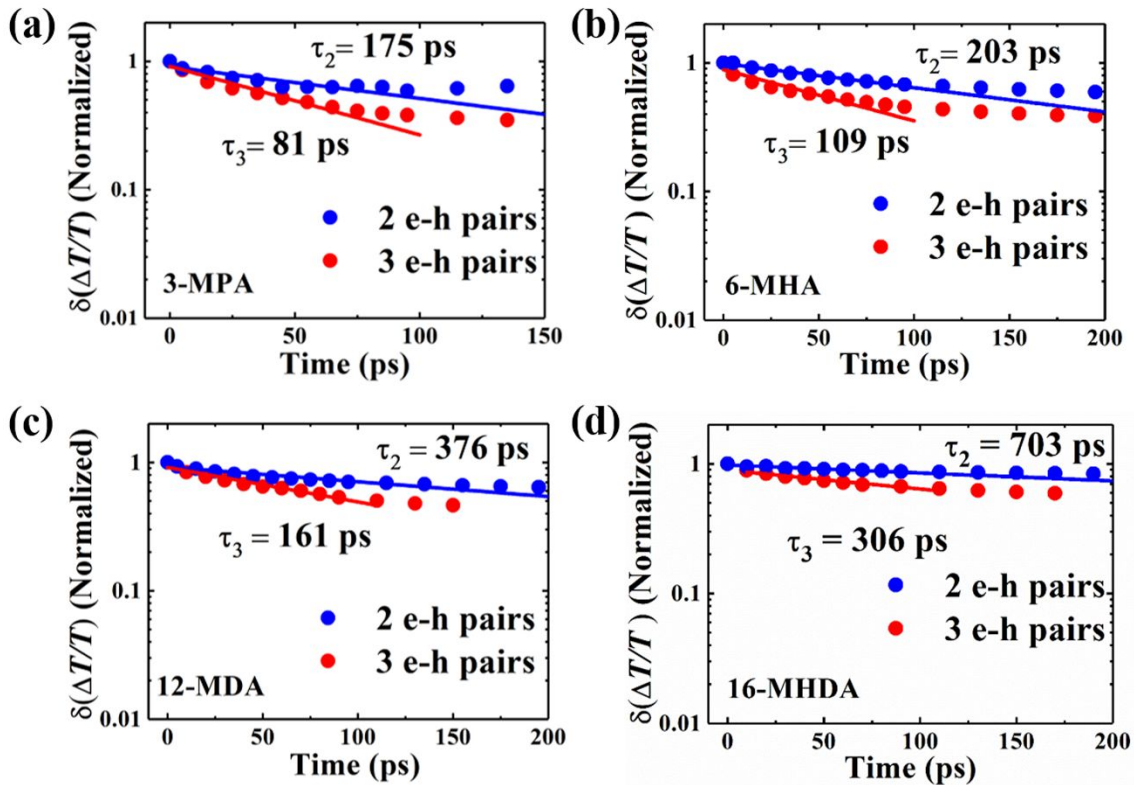 (a)
δ(ΔT/T) (Normalized)
1
0.1
0.01
τ2= 175 ps
τ3= 81 ps
2 e-h pairs
3 e-h pairs
3-MPA
0 50 100 150
Time (ps)
(b)
δ(ΔT/T) (Normalized)
1
0.1
0.01
τ2= 203 ps
τ3= 109 ps
2 e-h pairs
3 e-h pairs
6-MHA
0 50 100 150 200
Time (ps)
(c)
δ(ΔT/T) (Normalized)
1
0.1
0.01
τ2 = 376 ps
τ3 = 161 ps
2 e-h pairs
3 e-h pairs
12-MDA
0 50 100 150 200
Time (ps)
(d)
δ(ΔT/T) (Normalized)
1
0.1
0.01
τ2 = 703 ps
τ3 = 306 ps
2 e-h pairs
3 e-h pairs
16-MHDA
0 50 100 150 200
Time (ps)